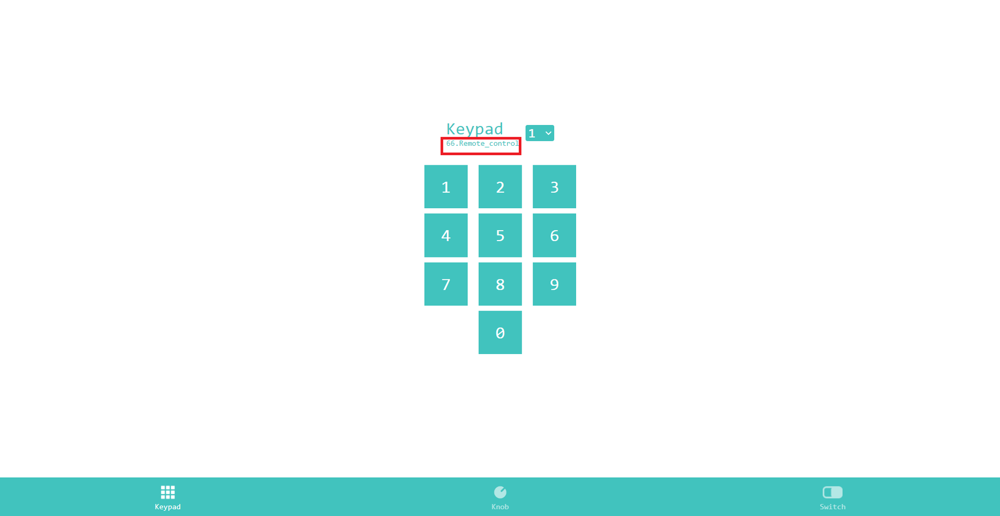 Keypad
1
66.Remote_control
1 2 3
4 5 6
7 8 9
0
Keypad Knob Switch